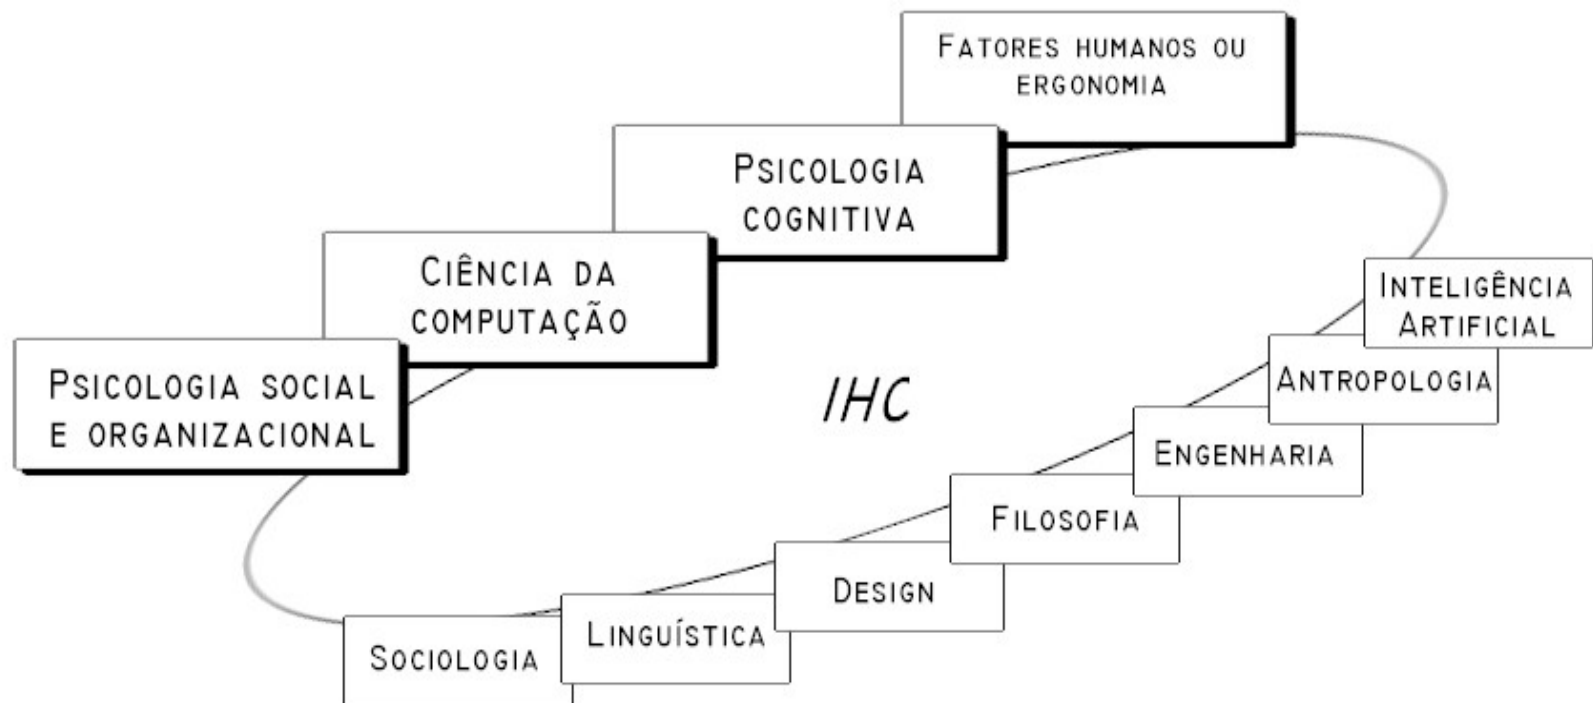 FATORES HUMANOS OU
ERGONOMIA
PSICOLOGIA
COGNITIVA
CIÊNCIA DA
COMPUTAÇÃO
PSICOLOGIA SOCIAL
E ORGANIZACIONAL
IHC
INTELIGÊNCIA
ARTIFICIAL
ANTROPOLOGIA
ENGENHARIA
FILOSOFIA
DESIGN
LINGUÍSTICA
SOCIOLOGIA